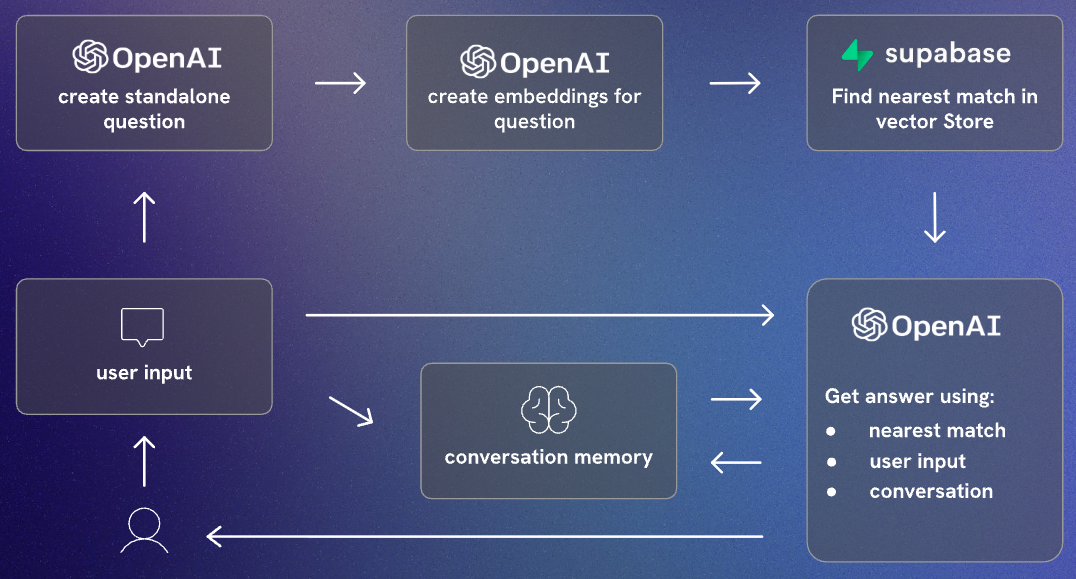 OpenAI
create standalone
question
OpenAI
create embeddings for
question
supabase
Find nearest match in
vector Store
user input
conversation memory
OpenAI
Get answer using:
● nearest match
● user input
● conversation